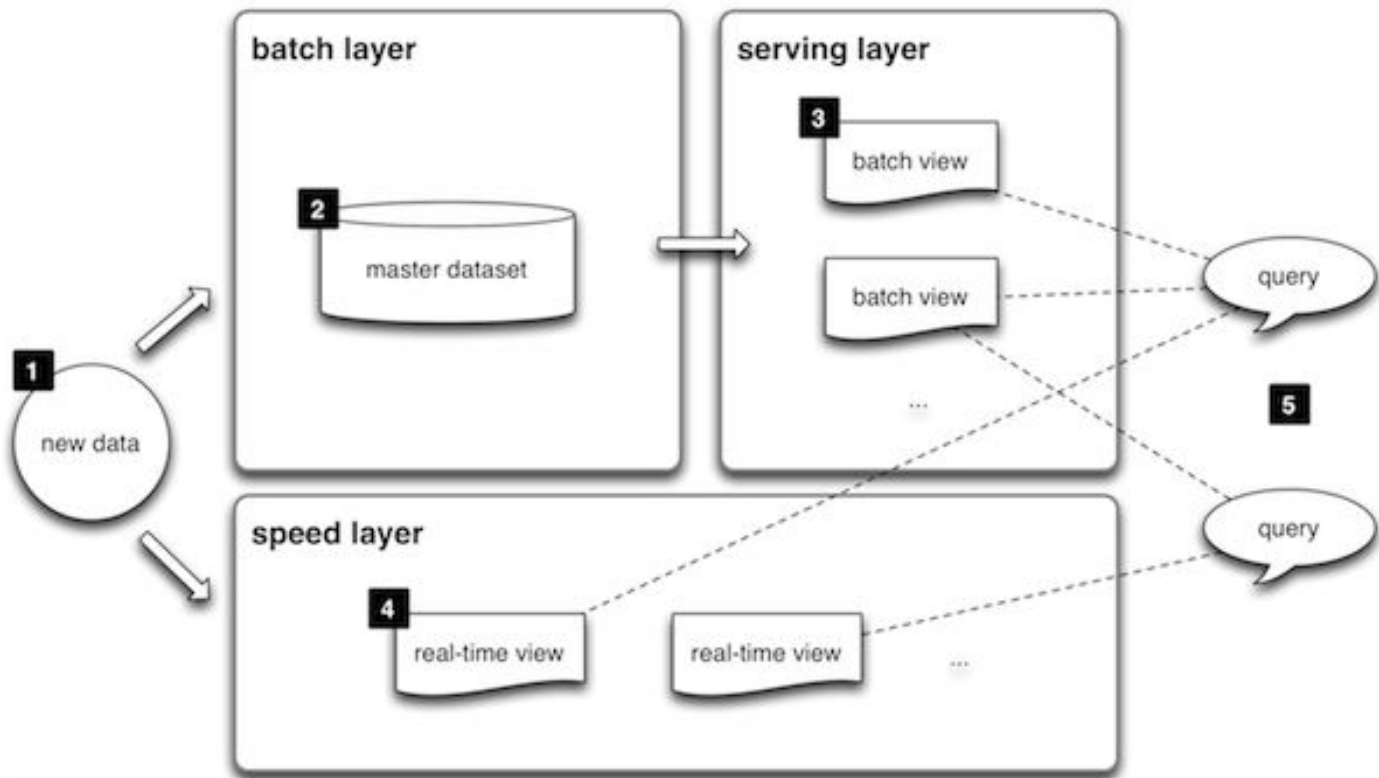 batch layer
serving layer
3
batch view
2
master dataset
batch view
query
1
new data
...
5
speed layer
query
4
real-time view
real-time view
...